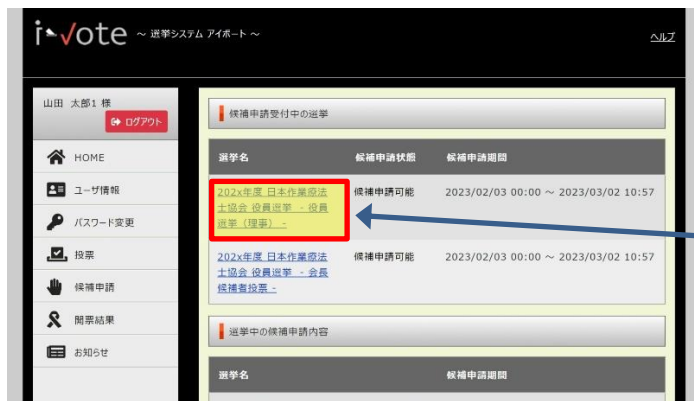 i-Vote ～ 選挙システム アイボート ～
ヘルプ
山田 太郎1 様
ログアウト
HOME
ユーザ情報
パスワード変更
投票
候補申請
開票結果
お知らせ
候補申請受付中の選挙
選挙名 候補申請状態 候補申請期間
202x年度 日本作業療法 候補申請可能 2023/02/03 00:00 ～ 2023/03/02 10:57
士協会 役員選挙 - 役員
選挙（理事） -
202x年度 日本作業療法 候補申請可能 2023/02/03 00:00 ～ 2023/03/02 10:57
士協会 役員選挙 - 会長
候補者投票 -
選挙中の候補申請内容
選挙名 候補申請期間